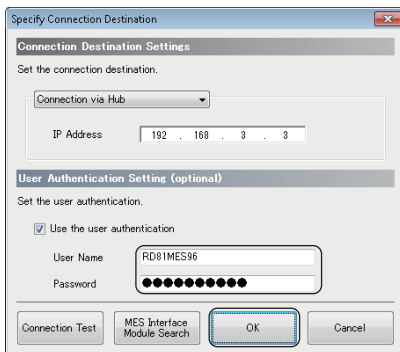 Specify Connection Destination
Connection Destination Settings
Set the connection destination.
Connection via Hub
IP Address 192 . 168 . 3 . 3
User Authentication Setting (optional)
Set the user authentication.
Use the user authentication
User Name RD81MES96
Password ●●●●●●●●●●
Connection Test
MES Interface
Module Search
OK
Cancel